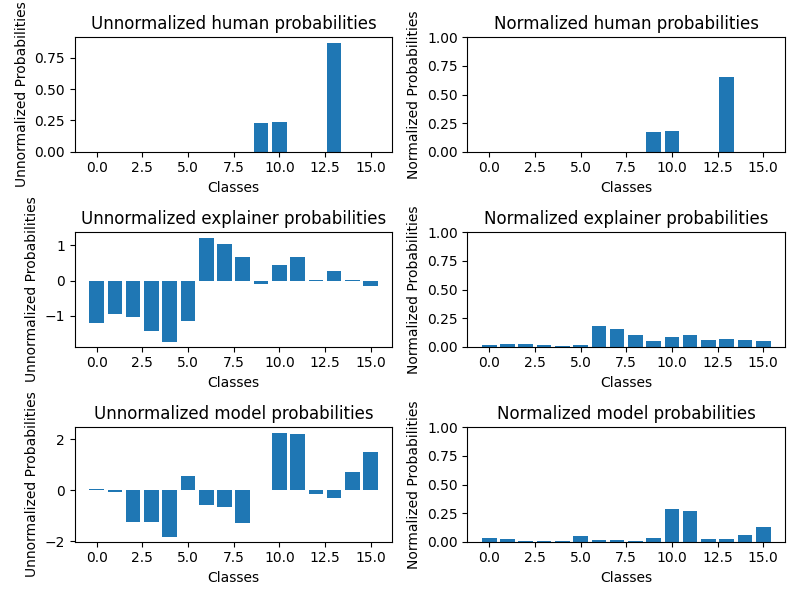 Unnormalized human probabilities
Unnormalized Probabilities
0.75
0.50
0.25
0.00
0.0 2.5 5.0 7.5 10.0 12.5 15.0
Classes
Normalized human probabilities
Normalized Probabilities
1.00
0.75
0.50
0.25
0.00
0.0 2.5 5.0 7.5 10.0 12.5 15.0
Classes
Unnormalized explainer probabilities
Unnormalized Probabilities
1
0
−1
0.0 2.5 5.0 7.5 10.0 12.5 15.0
Classes
Normalized explainer probabilities
Normalized Probabilities
1.00
0.75
0.50
0.25
0.00
0.0 2.5 5.0 7.5 10.0 12.5 15.0
Classes
Unnormalized model probabilities
Unnormalized Probabilities
2
0
−2
0.0 2.5 5.0 7.5 10.0 12.5 15.0
Classes
Normalized model probabilities
Normalized Probabilities
1.00
0.75
0.50
0.25
0.00
0.0 2.5 5.0 7.5 10.0 12.5 15.0
Classes